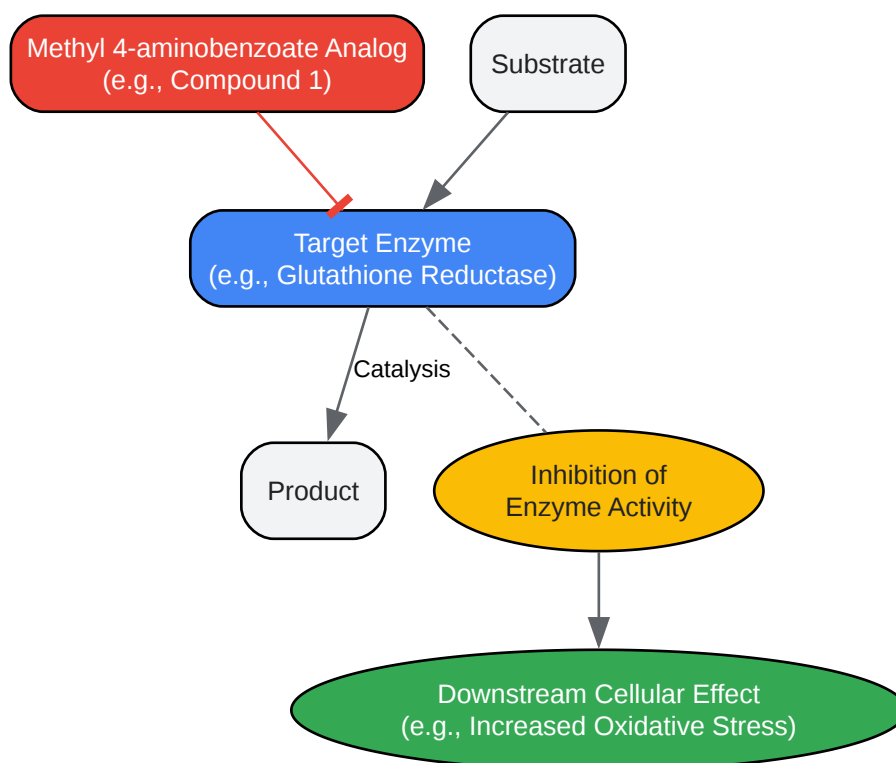 Methyl 4-aminobenzoate Analog
(e.g., Compound 1)
Substrate
Target Enzyme
(e.g., Glutathione Reductase)
Catalysis
Product
Inhibition of
Enzyme Activity
Downstream Cellular Effect
(e.g., Increased Oxidative Stress)